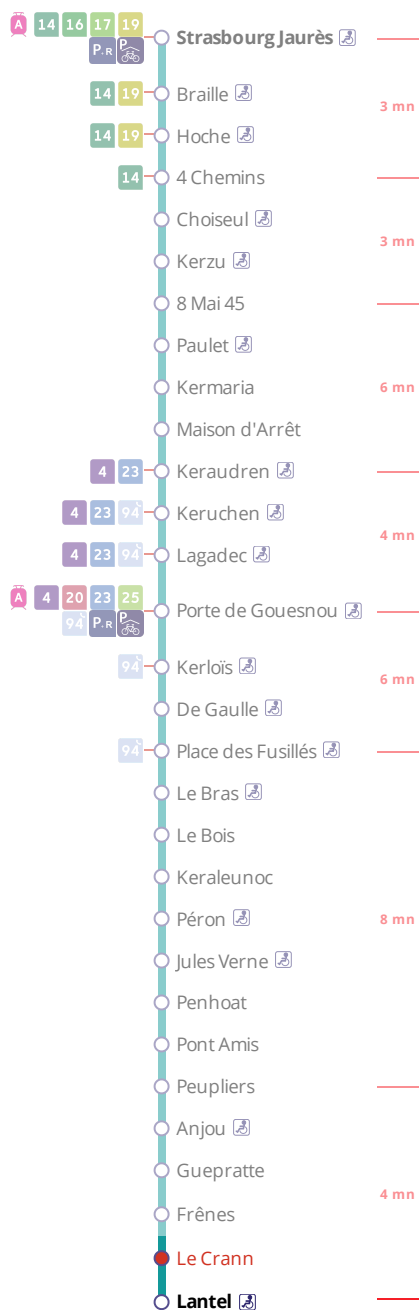 A 14 16 17 19
P+R P
Strasbourg Jaurès
14 19 Braille
3 mn
14 19 Hoche
14 4 Chemins
Choiseul
3 mn
Kerzu
8 Mai 45
Paulet
Kermaria
6 mn
Maison d'Arrêt
4 23 Keraudren
4 23 94 Keruchen
4 mn
4 23 94 Lagadec
A 4 20 23 25
94 P+R P
Porte de Gouesnou
94 Kerloïs
6 mn
De Gaulle
94 Place des Fusillés
Le Bras
Le Bois
Keraleunoc
Péron
8 mn
Jules Verne
Penhoat
Pont Amis
Peupliers
Anjou
Guepratte
4 mn
Frênes
Le Crann
Lantel